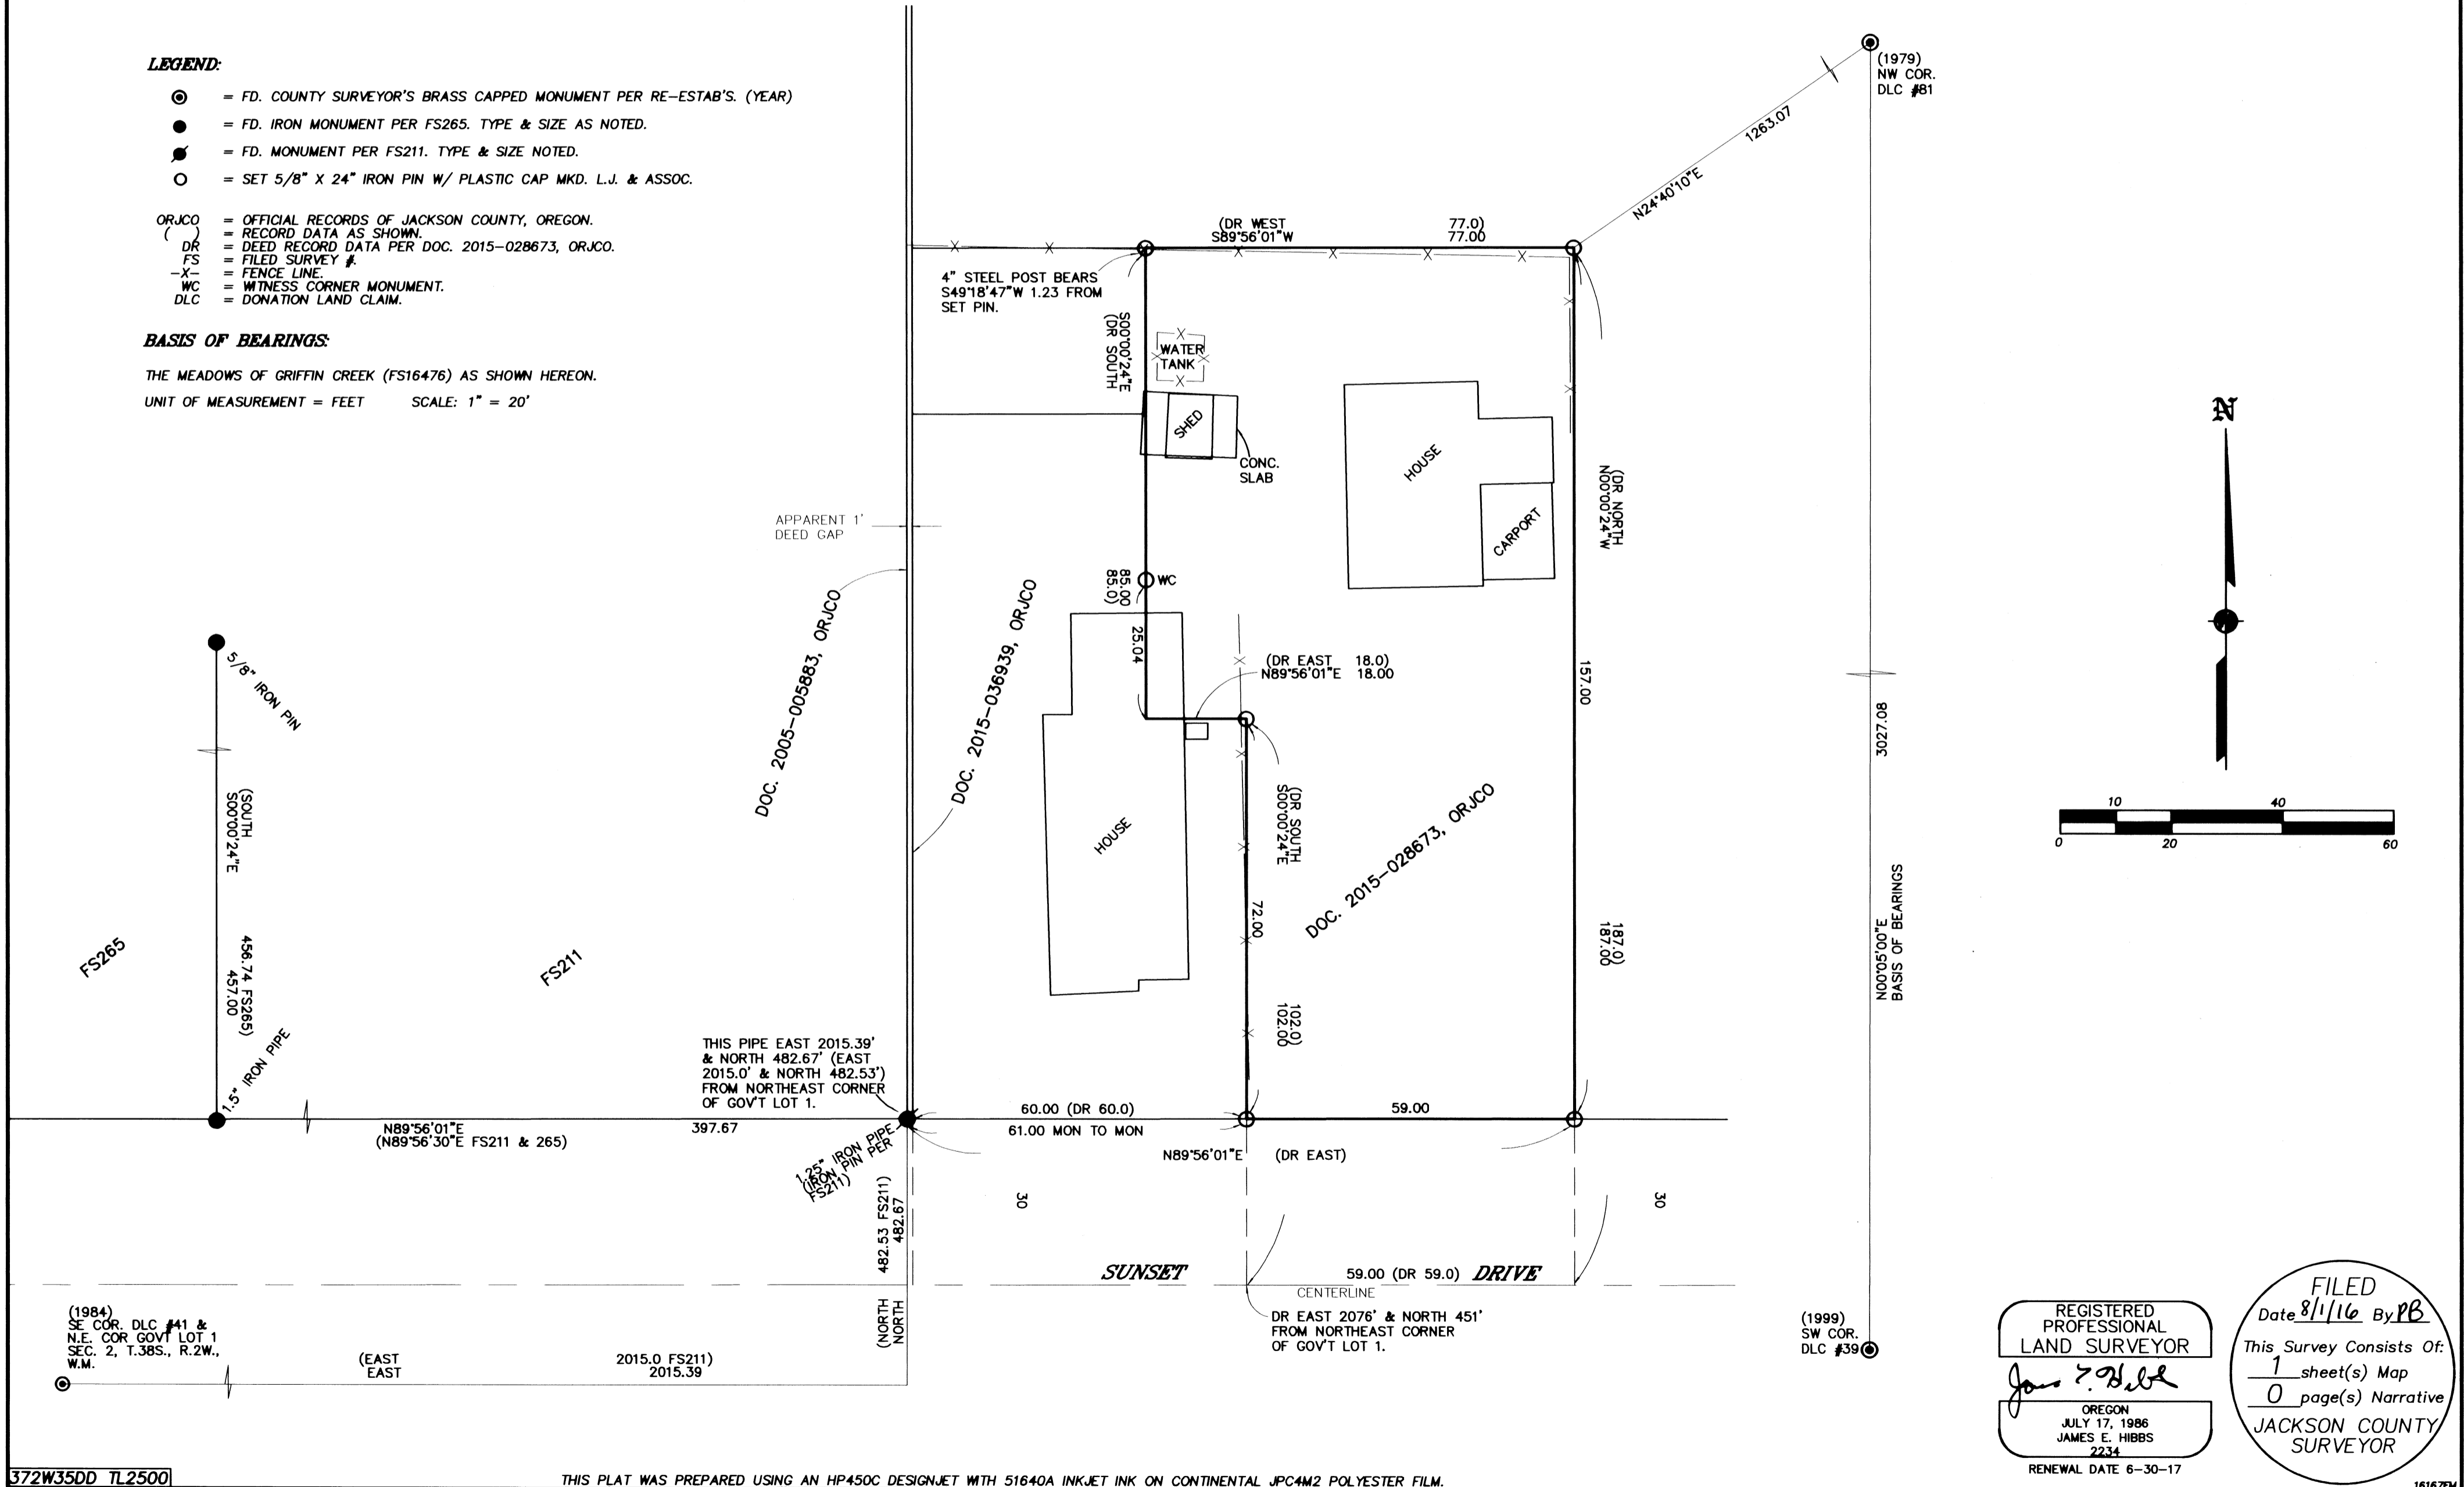 LEGEND:
= FD. COUNTY SURVEYOR'S BRASS CAPPED MONUMENT PER RE-ESTAB'S. (YEAR)
= FD. IRON MONUMENT PER FS265. TYPE & SIZE AS NOTED.
= FD. MONUMENT PER FS211. TYPE & SIZE NOTED.
= SET 5/8" X 24" IRON PIN W/ PLASTIC CAP MKD. L.J. & ASSOC.
ORJCO = OFFICIAL RECORDS OF JACKSON COUNTY, OREGON.
( ) = RECORD DATA AS SHOWN.
DR = DEED RECORD DATA PER DOC. 2015-028673, ORJCO.
FS = FILED SURVEY #.
-X- = FENCE LINE.
WC = WITNESS CORNER MONUMENT.
DLC = DONATION LAND CLAIM.
BASIS OF BEARINGS:
THE MEADOWS OF GRIFFIN CREEK (FS16476) AS SHOWN HEREON.
UNIT OF MEASUREMENT = FEET SCALE: 1" = 20'
(1979)
NW COR.
DLC #81
1263.07
N24°40'10"E
(DR WEST 77.0)
S89°56'01"W 77.00
4" STEEL POST BEARS
S49°18'47"W 1.23 FROM
SET PIN.
S00°00'24"E
(DR SOUTH
WATER
TANK
SHED
CONC.
SLAB
HOUSE
CARPORT
(DR NORTH
N00°00'24"W
APPARENT 1'
DEED GAP
85.00
85.0)
WC
25.04
DOC. 2005-005883, ORJCO
DOC. 2015-036939, ORJCO
(DR EAST 18.0)
N89°56'01"E 18.00
157.00
3027.08
N
10
40
0
20
60
5/8" IRON PIN
(SOUTH
S00°00'24"E
456.74 FS265)
457.00
1.5" IRON PIPE
FS265
FS211
HOUSE
(DR SOUTH
S00°00'24"E
72.00
DOC. 2015-028673, ORJCO
102.0)
102.00
187.0)
187.00
N00°05'00"E
BASIS OF BEARINGS
THIS PIPE EAST 2015.39'
& NORTH 482.67' (EAST
2015.0' & NORTH 482.53')
FROM NORTHEAST CORNER
OF GOV'T LOT 1.
N89°56'01"E 397.67
(N89°56'30"E FS211 & 265)
60.00 (DR 60.0)
61.00 MON TO MON
59.00
N89°56'01"E (DR EAST)
1.25" IRON PIPE
(IRON PIN PER
FS211)
482.53 FS211)
482.67
(NORTH
NORTH
30
30
SUNSET DRIVE
59.00 (DR 59.0)
CENTERLINE
DR EAST 2076' & NORTH 451'
FROM NORTHEAST CORNER
OF GOV'T LOT 1.
(1984)
SE COR. DLC #41 &
N.E. COR GOVT LOT 1
SEC. 2, T.38S., R.2W.,
W.M.
(EAST 2015.0 FS211)
EAST 2015.39
(1999)
SW COR.
DLC #39
REGISTERED
PROFESSIONAL
LAND SURVEYOR
OREGON
JULY 17, 1986
JAMES E. HIBBS
2234
RENEWAL DATE 6-30-17
FILED
Date 8/1/16 By PB
This Survey Consists Of:
1 sheet(s) Map
0 page(s) Narrative
JACKSON COUNTY
SURVEYOR
372W35DD TL2500
THIS PLAT WAS PREPARED USING AN HP450C DESIGNJET WITH 51640A INKJET INK ON CONTINENTAL JPC4M2 POLYESTER FILM.